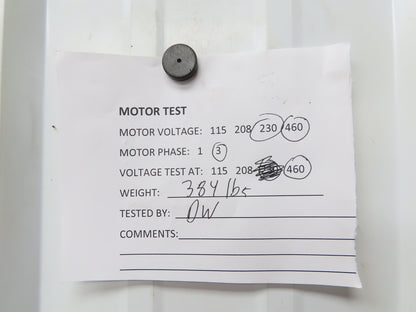 MOTOR TEST
MOTOR VOLTAGE: 115 208 230 460
MOTOR PHASE: 1 3
VOLTAGE TEST AT: 115 208 460
WEIGHT: 384 lbs
TESTED BY: DW
COMMENTS: